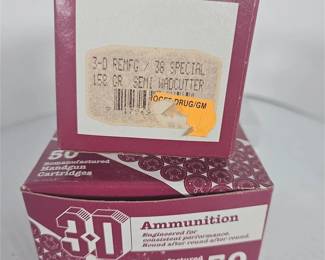 3-D REMFG / 38 SPECIAL
158 GR. SEMI WADCUTTER
DRUG/GM
50
Remanufactured
Handgun
Cartridges
3-D
Ammunition
Engineered for
consistent performance.
Round after round after round.
50